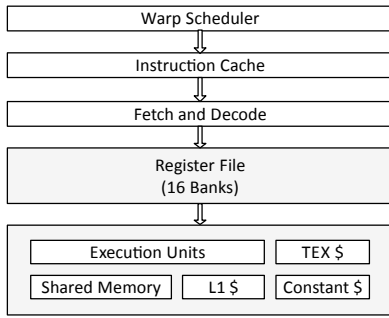 Warp Scheduler
Instruction Cache
Fetch and Decode
Register File
(16 Banks)
Execution Units
TEX $
Shared Memory
L1 $
Constant $